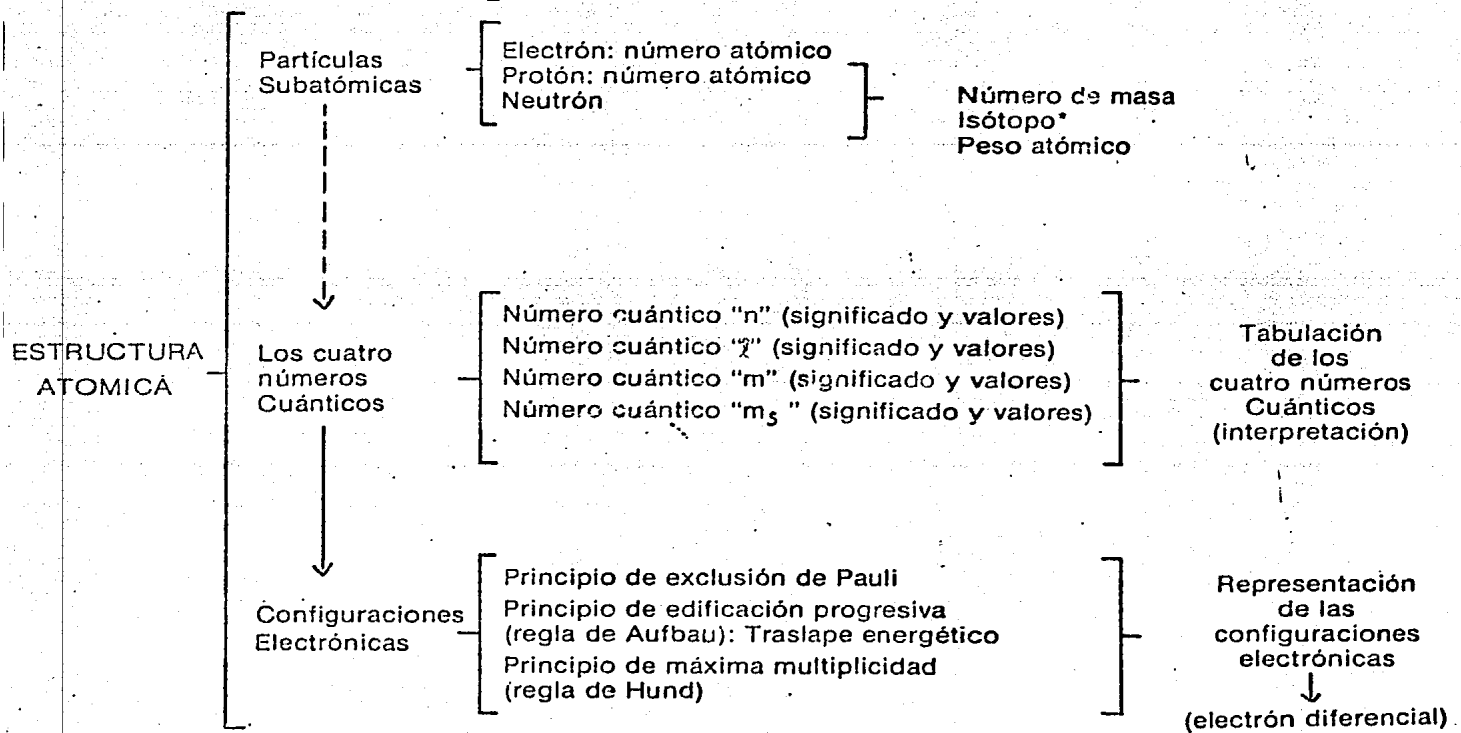 Partículas
Subatómicas
Electrón: número atómico
Protón: número atómico
Neutrón
Número de masa
Isótopo*
Peso atómico
ESTRUCTURA
ATOMICA
Los cuatro
números
Cuánticos
Número cuántico "n" (significado y valores)
Número cuántico "l" (significado y valores)
Número cuántico "m" (significado y valores)
Número cuántico "ms" (significado y valores)
Tabulación
de los
cuatro números
Cuánticos
(interpretación)
Configuraciones
Electrónicas
Principio de exclusión de Pauli
Principio de edificación progresiva
(regla de Aufbau): Traslape energético
Principio de máxima multiplicidad
(regla de Hund)
Representación
de las
configuraciones
electrónicas
(electrón diferencial)